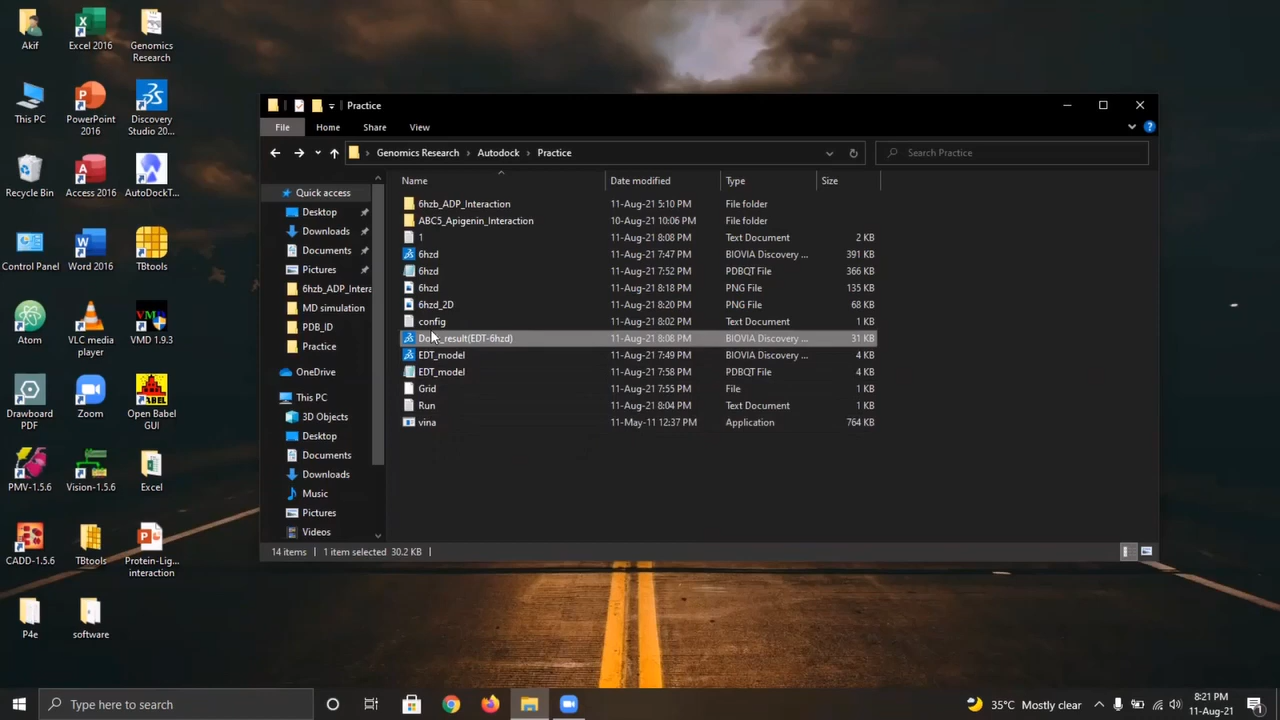 Akif
Excel 2016
Genomics
Research
This PC
PowerPoint
2016
Discovery
Studio 20...
Recycle Bin
Access 2016
AutoDockT...
Control Panel
Word 2016
TBtools
Atom
VLC media
player
VMD 1.9.3
Drawboard
PDF
Zoom
Open Babel
GUI
PMV-1.5.6
Vision-1.5.6
Excel
CADD-1.5.6
TBtools
Protein-Lig...
interaction
P4e
software
Practice
File
Home
Share
View
Genomics Research > Autodock > Practice
Search Practice
Name
Date modified
Type
Size
Quick access
Desktop
Downloads
Documents
Pictures
6hzb_ADP_Intera
MD simulation
PDB_ID
Practice
OneDrive
This PC
3D Objects
Desktop
Documents
Downloads
Music
Pictures
Videos
6hzb_ADP_Interaction 11-Aug-21 5:10 PM File folder
ABC5_Apigenin_Interaction 10-Aug-21 10:06 PM File folder
1 11-Aug-21 8:08 PM Text Document 2 KB
6hzd 11-Aug-21 7:47 PM BIOVIA Discovery ... 391 KB
6hzd 11-Aug-21 7:52 PM PDBQT File 366 KB
6hzd 11-Aug-21 8:18 PM PNG File 135 KB
6hzd_2D 11-Aug-21 8:20 PM PNG File 68 KB
config 11-Aug-21 8:02 PM Text Document 1 KB
_result(EDT-6hzd) 11-Aug-21 8:08 PM BIOVIA Discovery ... 31 KB
EDT_model 11-Aug-21 7:49 PM BIOVIA Discovery ... 4 KB
EDT_model 11-Aug-21 7:58 PM PDBQT File 4 KB
Grid 11-Aug-21 7:55 PM File 1 KB
Run 11-Aug-21 8:04 PM Text Document 1 KB
vina 11-May-11 12:37 PM Application 764 KB
14 items
1 item selected 30.2 KB
Type here to search
35°C Mostly clear
8:21 PM
11-Aug-21